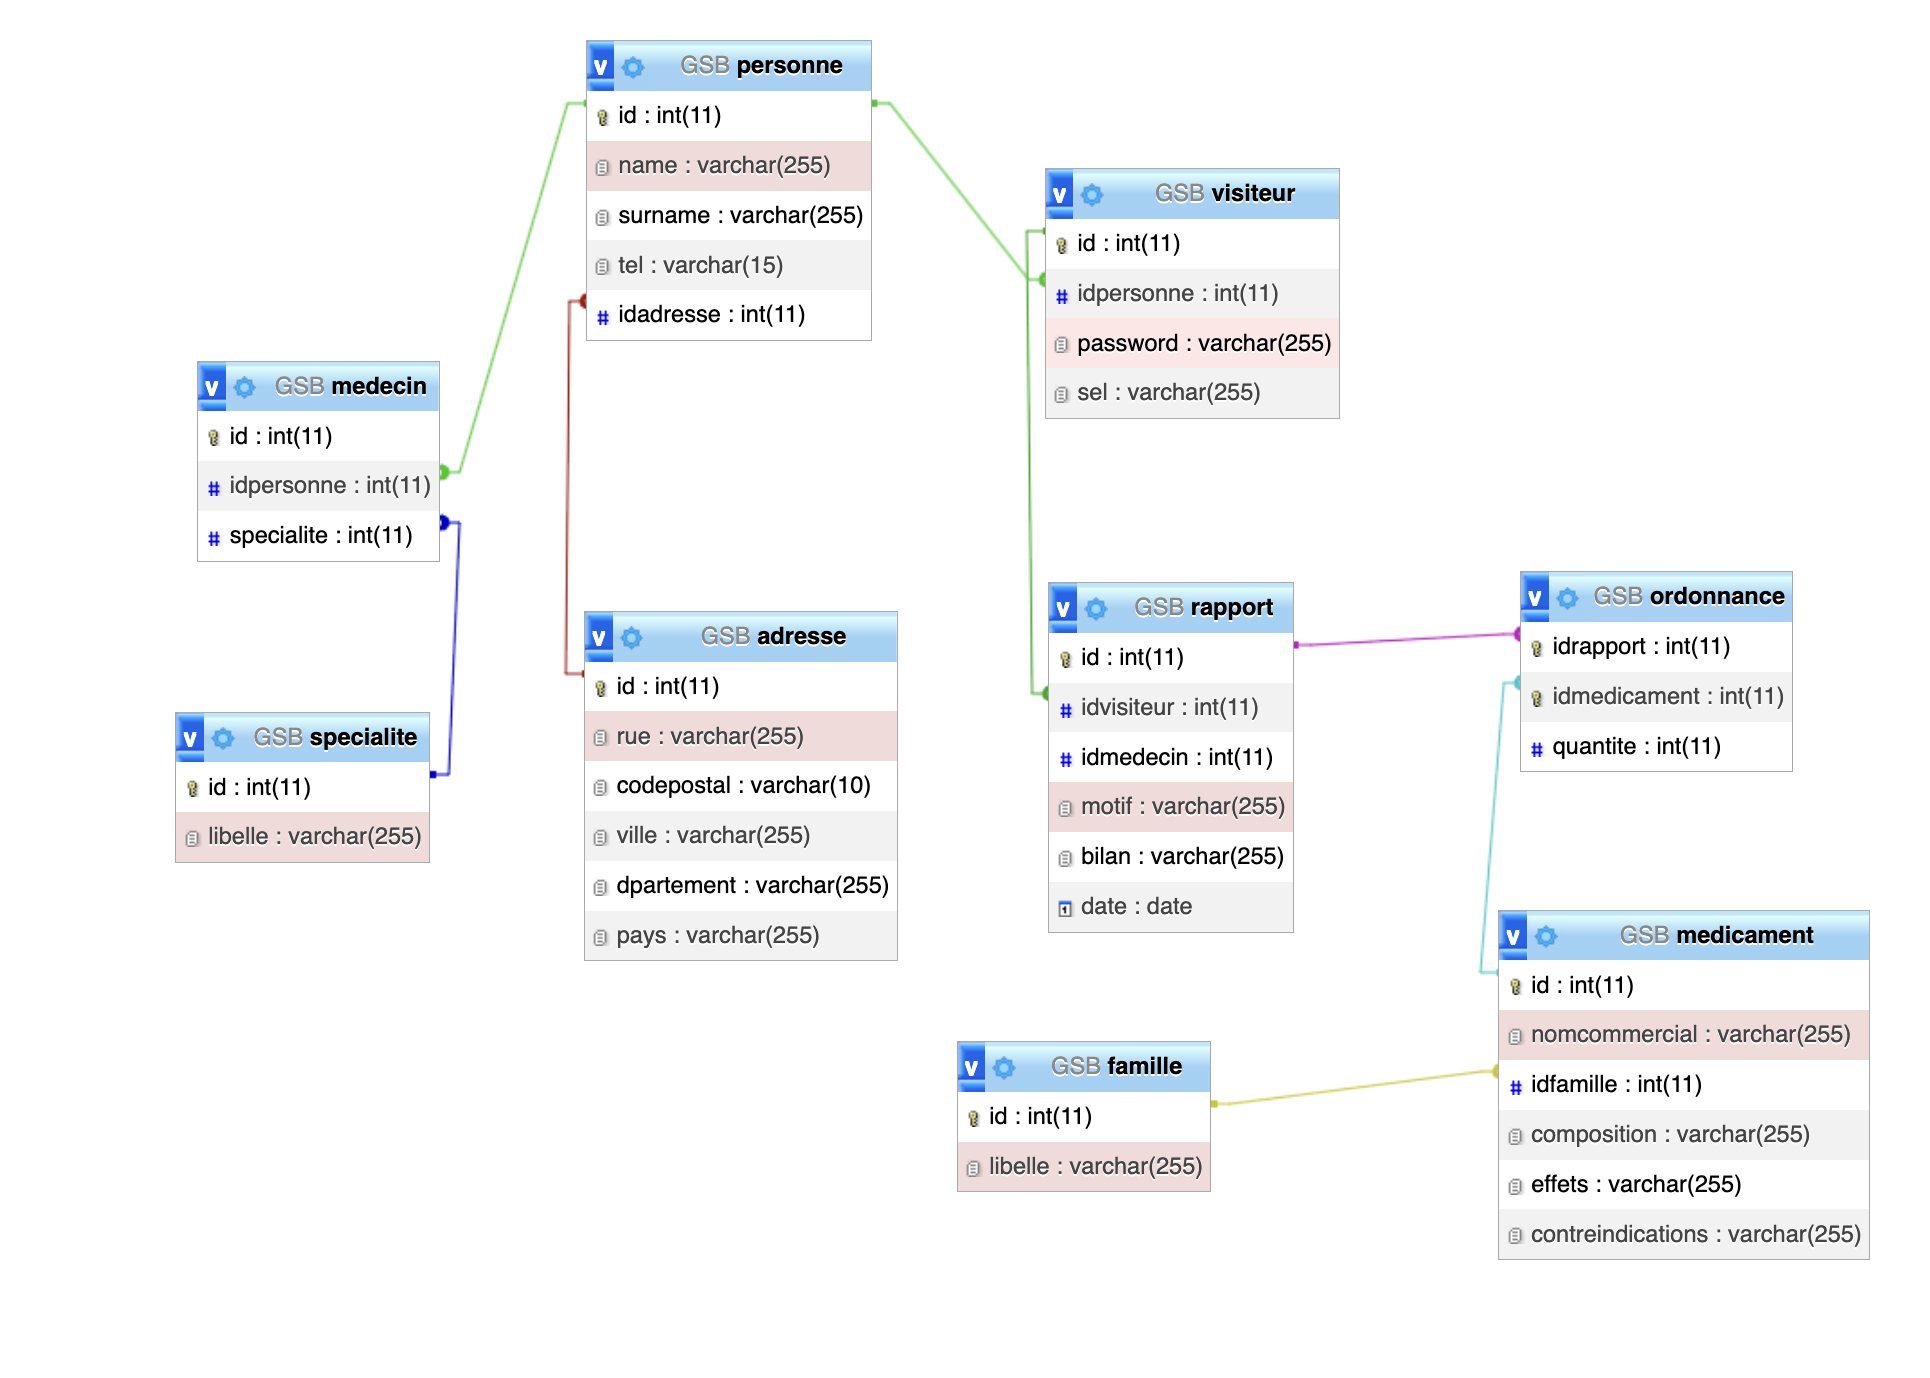 v GSB personne
id : int(11)
name : varchar(255)
surname : varchar(255)
tel : varchar(15)
# idadresse : int(11)
v GSB visiteur
id : int(11)
# idpersonne : int(11)
password : varchar(255)
sel : varchar(255)
v GSB medecin
id : int(11)
# idpersonne : int(11)
# specialite : int(11)
v GSB specialite
id : int(11)
libelle : varchar(255)
v GSB adresse
id : int(11)
rue : varchar(255)
codepostal : varchar(10)
ville : varchar(255)
dpartement : varchar(255)
pays : varchar(255)
v GSB rapport
id : int(11)
# idvisiteur : int(11)
# idmedecin : int(11)
motif : varchar(255)
bilan : varchar(255)
date : date
v GSB ordonnance
idrapport : int(11)
idmedicament : int(11)
# quantite : int(11)
v GSB famille
id : int(11)
libelle : varchar(255)
v GSB medicament
id : int(11)
nomcommercial : varchar(255)
# idfamille : int(11)
composition : varchar(255)
effets : varchar(255)
contreindications : varchar(255)